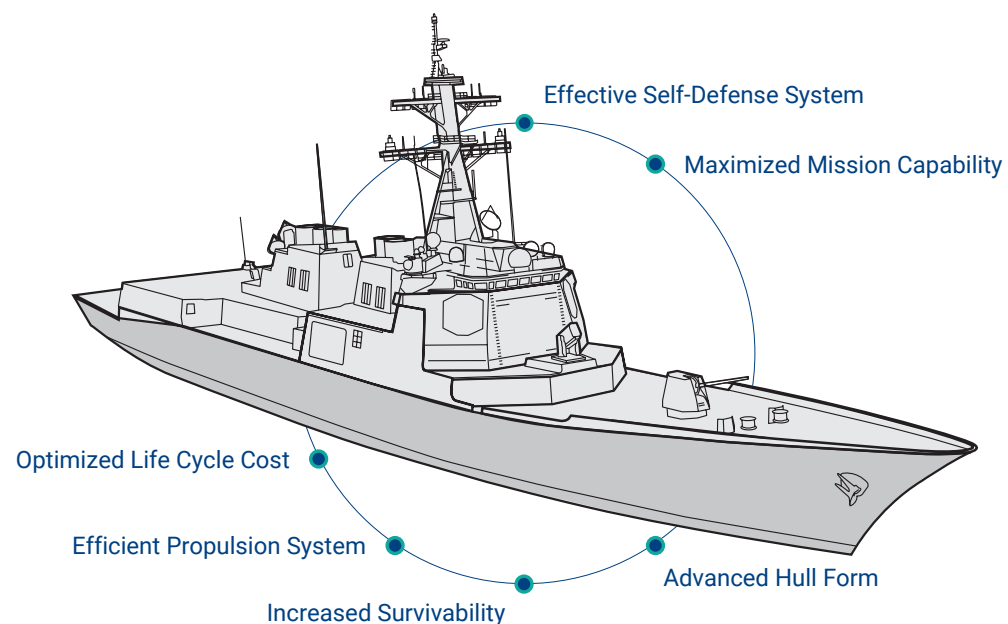 Effective Self-Defense System
Maximized Mission Capability
Optimized Life Cycle Cost
Efficient Propulsion System
Advanced Hull Form
Increased Survivability